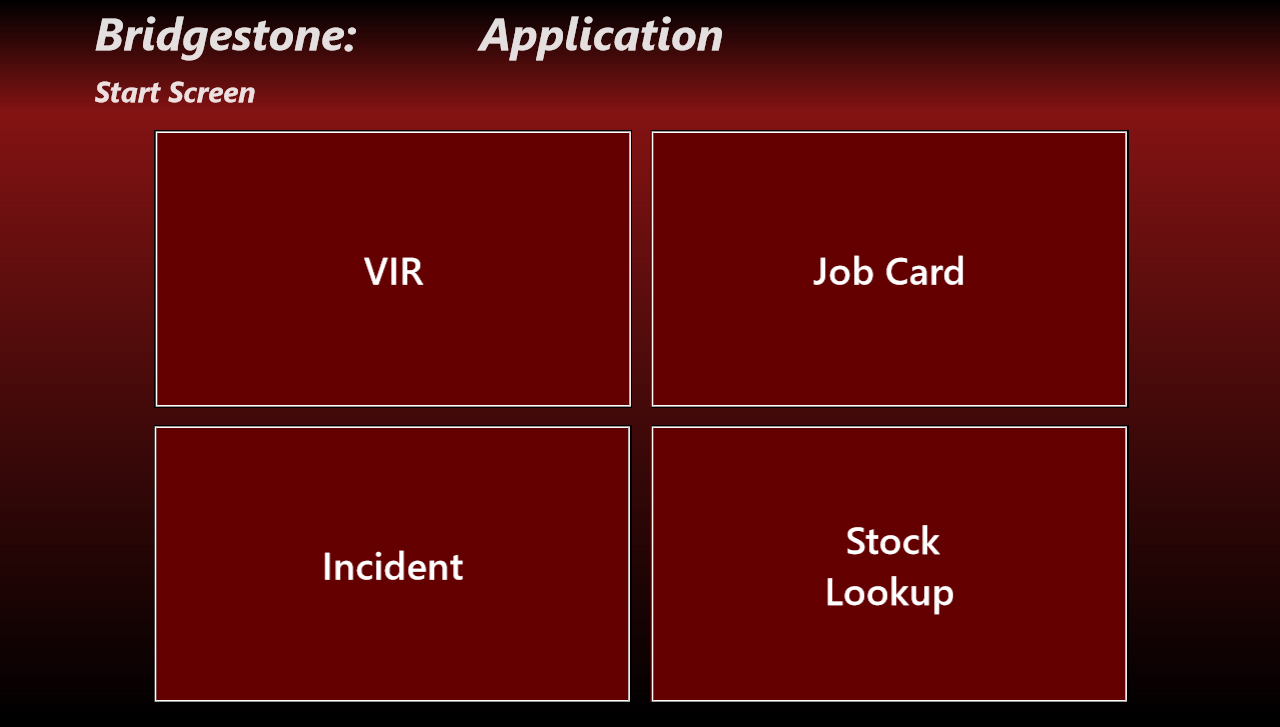 Bridgestone: Application
Start Screen
VIR
Job Card
Incident
Stock
Lookup